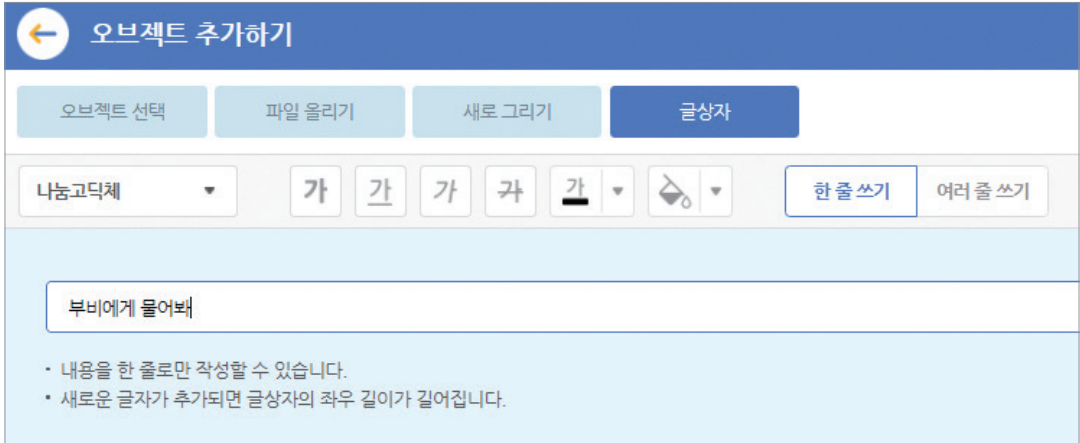 오브젝트 추가하기
오브젝트 선택 파일 올리기 새로 그리기 글상자
나눔고딕체 가 가 가 가 가 한 줄 쓰기 여러 줄 쓰기
부비에게 물어봐
• 내용을 한 줄로만 작성할 수 있습니다.
• 새로운 글자가 추가되면 글상자의 좌우 길이가 길어집니다.